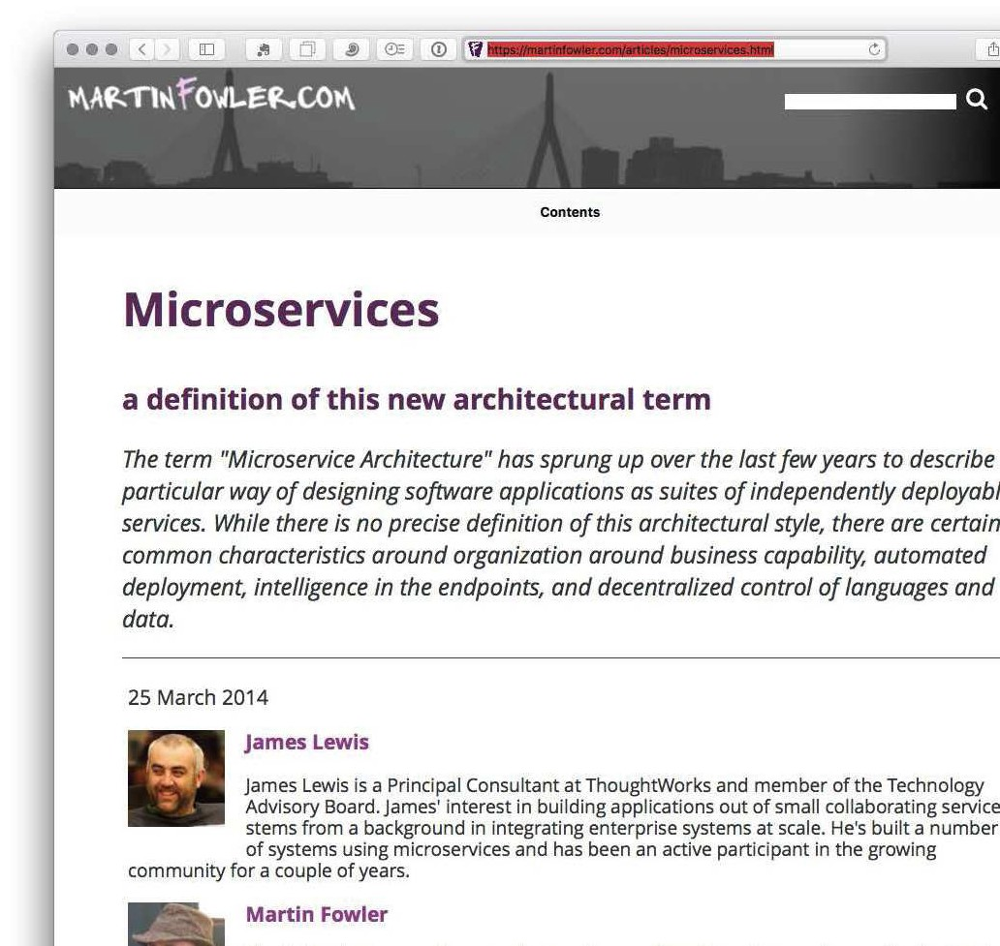 https://martinfowler.com/articles/microservices.html
MARTINFOWLER.COM
Contents
Microservices
a definition of this new architectural term
The term "Microservice Architecture" has sprung up over the last few years to describe
particular way of designing software applications as suites of independently deployabl
services. While there is no precise definition of this architectural style, there are certain
common characteristics around organization around business capability, automated
deployment, intelligence in the endpoints, and decentralized control of languages and
data.
25 March 2014
James Lewis
James Lewis is a Principal Consultant at ThoughtWorks and member of the Technology
Advisory Board. James' interest in building applications out of small collaborating service
stems from a background in integrating enterprise systems at scale. He's built a number
of systems using microservices and has been an active participant in the growing
community for a couple of years.
Martin Fowler